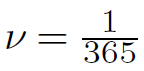 ν = 1/365